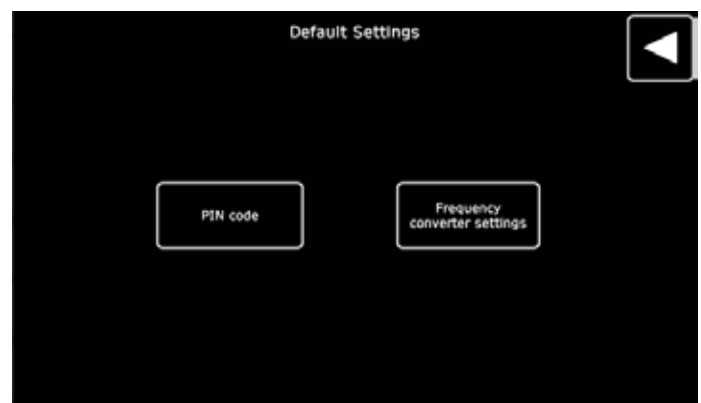 Default Settings
PIN code
Frequency
converter settings